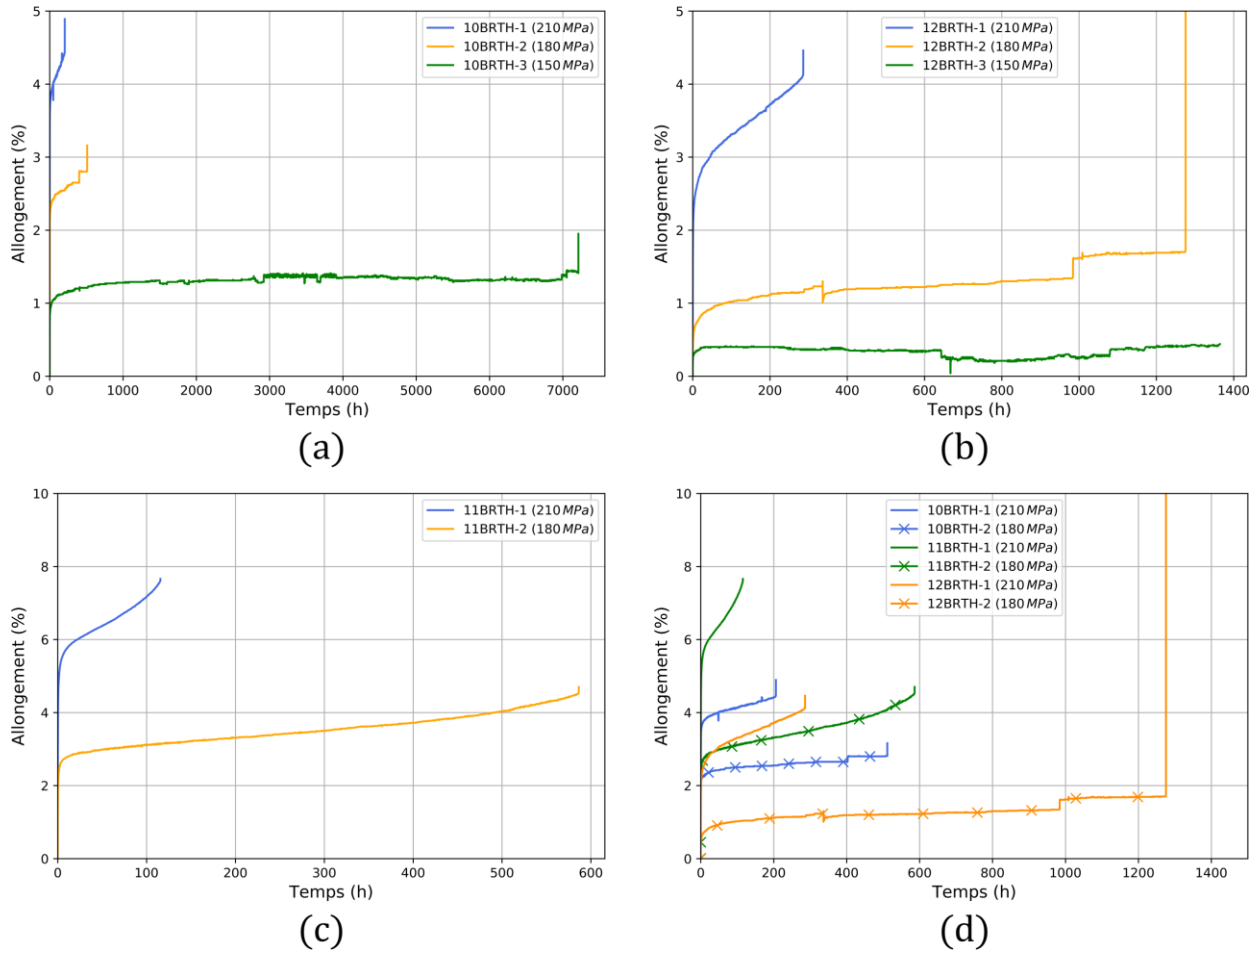 5
4
3
2
1
0
Allongement (%)
10BRTH-1 (210 MPa)
10BRTH-2 (180 MPa)
10BRTH-3 (150 MPa)
0 1000 2000 3000 4000 5000 6000 7000
Temps (h)
(a)
5
4
3
2
1
0
Allongement (%)
12BRTH-1 (210 MPa)
12BRTH-2 (180 MPa)
12BRTH-3 (150 MPa)
0 200 400 600 800 1000 1200 1400
Temps (h)
(b)
10
8
6
4
2
0
Allongement (%)
11BRTH-1 (210 MPa)
11BRTH-2 (180 MPa)
0 100 200 300 400 500 600
Temps (h)
(c)
10
8
6
4
2
0
Allongement (%)
10BRTH-1 (210 MPa)
10BRTH-2 (180 MPa)
11BRTH-1 (210 MPa)
11BRTH-2 (180 MPa)
12BRTH-1 (210 MPa)
12BRTH-2 (180 MPa)
0 200 400 600 800 1000 1200 1400
Temps (h)
(d)